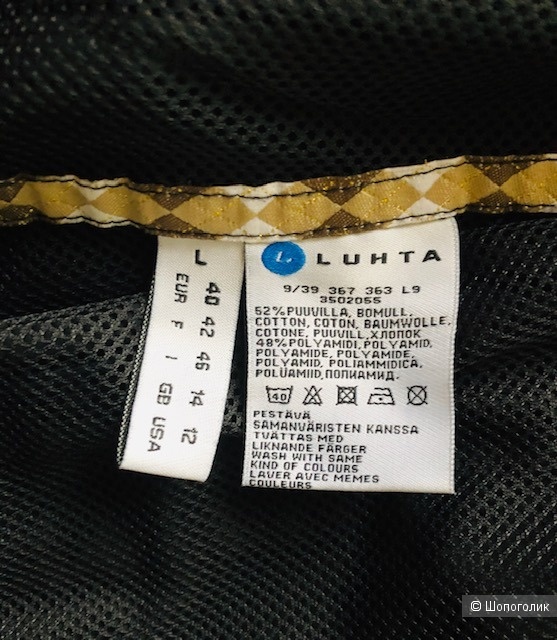 L
40 42 46 14 12
EUR F I GB USA
L LUHTA
9/39 367 363 L9
3502055
52%PUUVILLA, BOMULL,
COTTON, COTON, BAUMWOLLE,
COTONE, PUUVILL,ХЛОПОК
48%POLYAMIDI,POLYAMID,
POLYAMIDE, POLYAMIDE,
POLYAMID, POLIAMMIDICA,
POLÜAMIID,ПОЛИАМИД.
40
PESTÄVÄ
SAMANVÄRISTEN KANSSA
TVÄTTAS MED
LIKNANDE FÄRGER
WASH WITH SAME
KIND OF COLOURS
LAVER AVEC MEMES
COULEURS
© Шопоголик